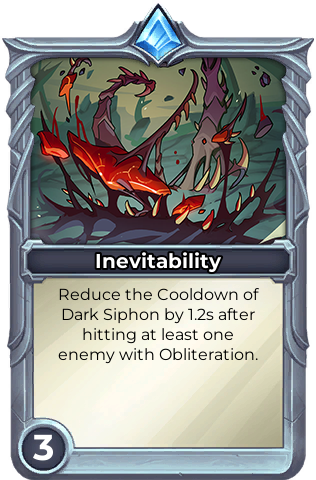 Inevitability
Reduce the Cooldown of
Dark Siphon by 1.2s after
hitting at least one
enemy with Obliteration.
3